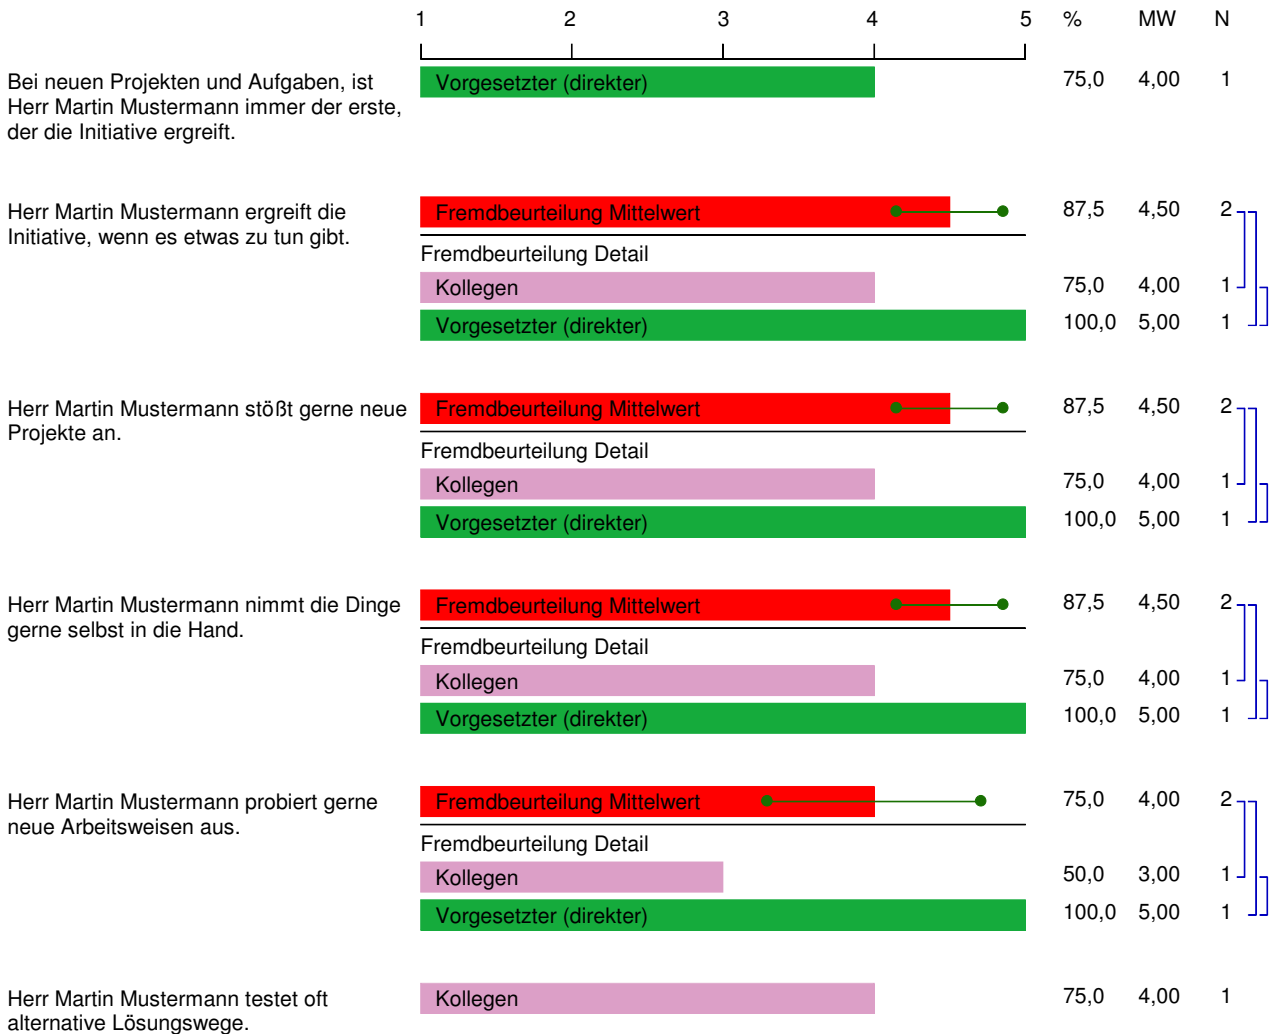 1 2 3 4 5 % MW N
Bei neuen Projekten und Aufgaben, ist
Herr Martin Mustermann immer der erste,
der die Initiative ergreift.
Vorgesetzter (direkter) 75,0 4,00 1
Herr Martin Mustermann ergreift die
Initiative, wenn es etwas zu tun gibt.
Fremdbeurteilung Mittelwert 87,5 4,50 2
Fremdbeurteilung Detail
Kollegen 75,0 4,00 1
Vorgesetzter (direkter) 100,0 5,00 1
Herr Martin Mustermann stößt gerne neue
Projekte an.
Fremdbeurteilung Mittelwert 87,5 4,50 2
Fremdbeurteilung Detail
Kollegen 75,0 4,00 1
Vorgesetzter (direkter) 100,0 5,00 1
Herr Martin Mustermann nimmt die Dinge
gerne selbst in die Hand.
Fremdbeurteilung Mittelwert 87,5 4,50 2
Fremdbeurteilung Detail
Kollegen 75,0 4,00 1
Vorgesetzter (direkter) 100,0 5,00 1
Herr Martin Mustermann probiert gerne
neue Arbeitsweisen aus.
Fremdbeurteilung Mittelwert 75,0 4,00 2
Fremdbeurteilung Detail
Kollegen 50,0 3,00 1
Vorgesetzter (direkter) 100,0 5,00 1
Herr Martin Mustermann testet oft
alternative Lösungswege.
Kollegen 75,0 4,00 1